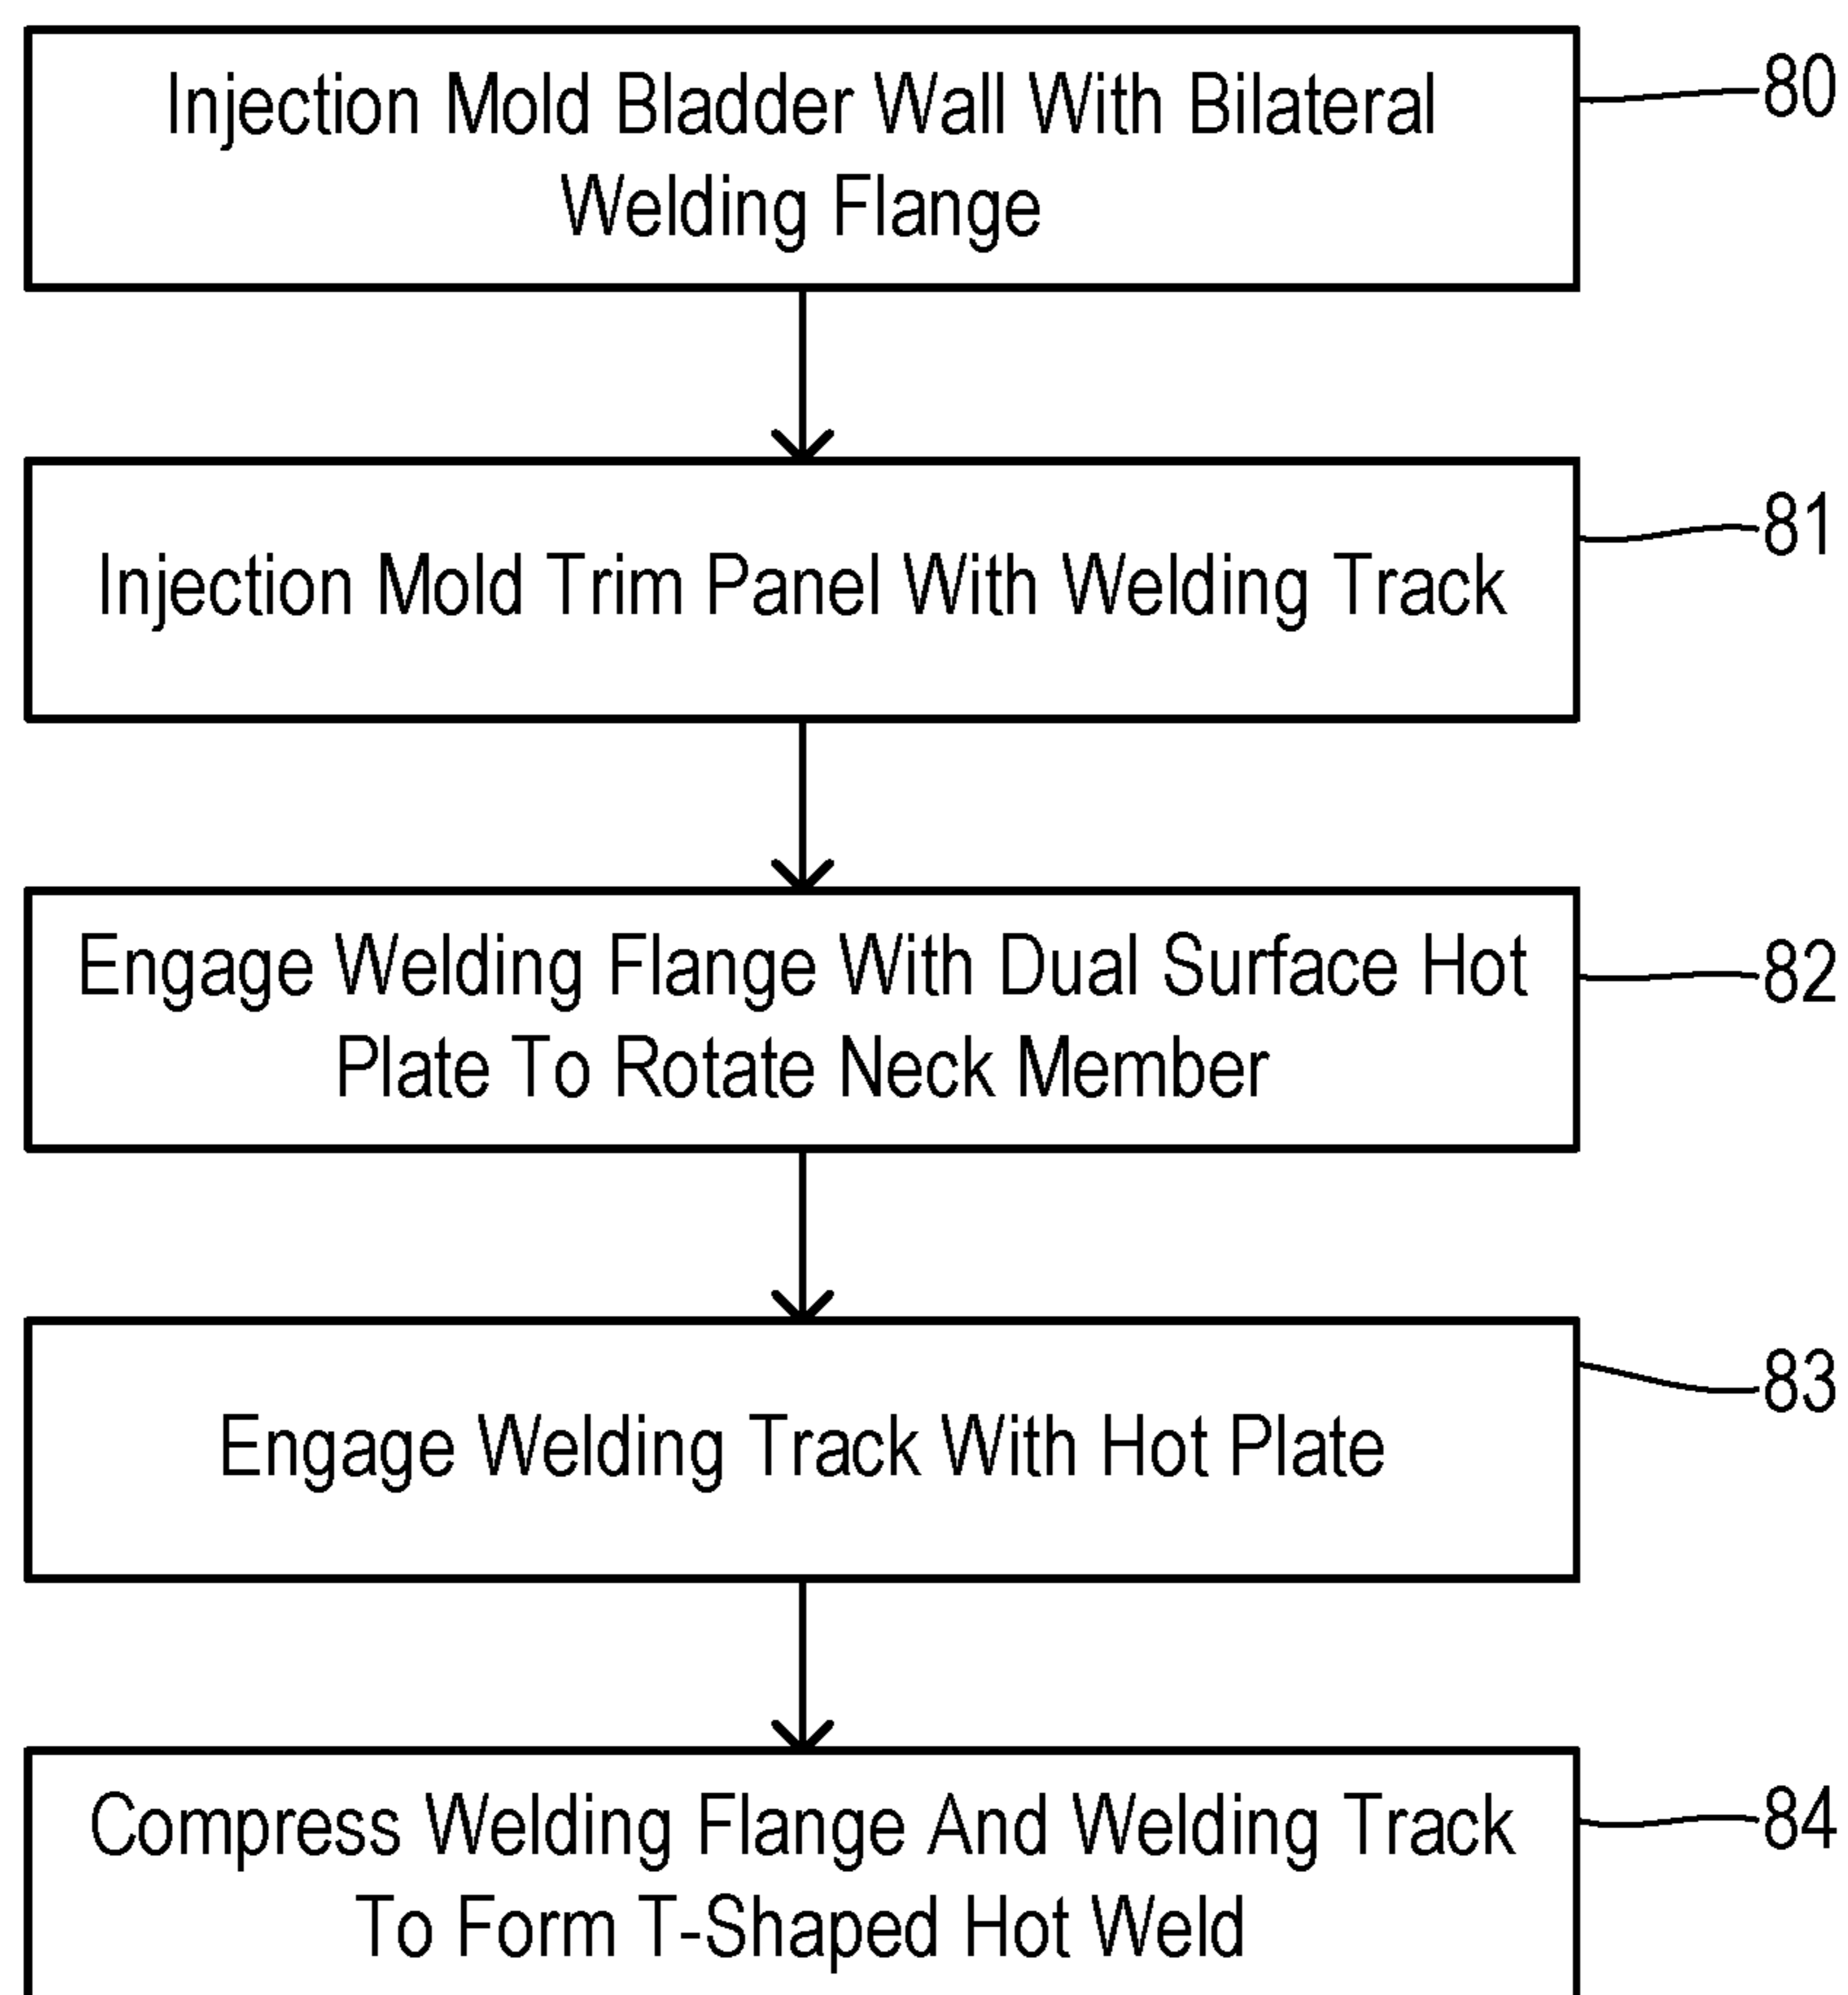 Injection Mold Bladder Wall With Bilateral
Welding Flange
80
Injection Mold Trim Panel With Welding Track
81
Engage Welding Flange With Dual Surface Hot
Plate To Rotate Neck Member
82
Engage Welding Track With Hot Plate
83
Compress Welding Flange And Welding Track
To Form T-Shaped Hot Weld
84